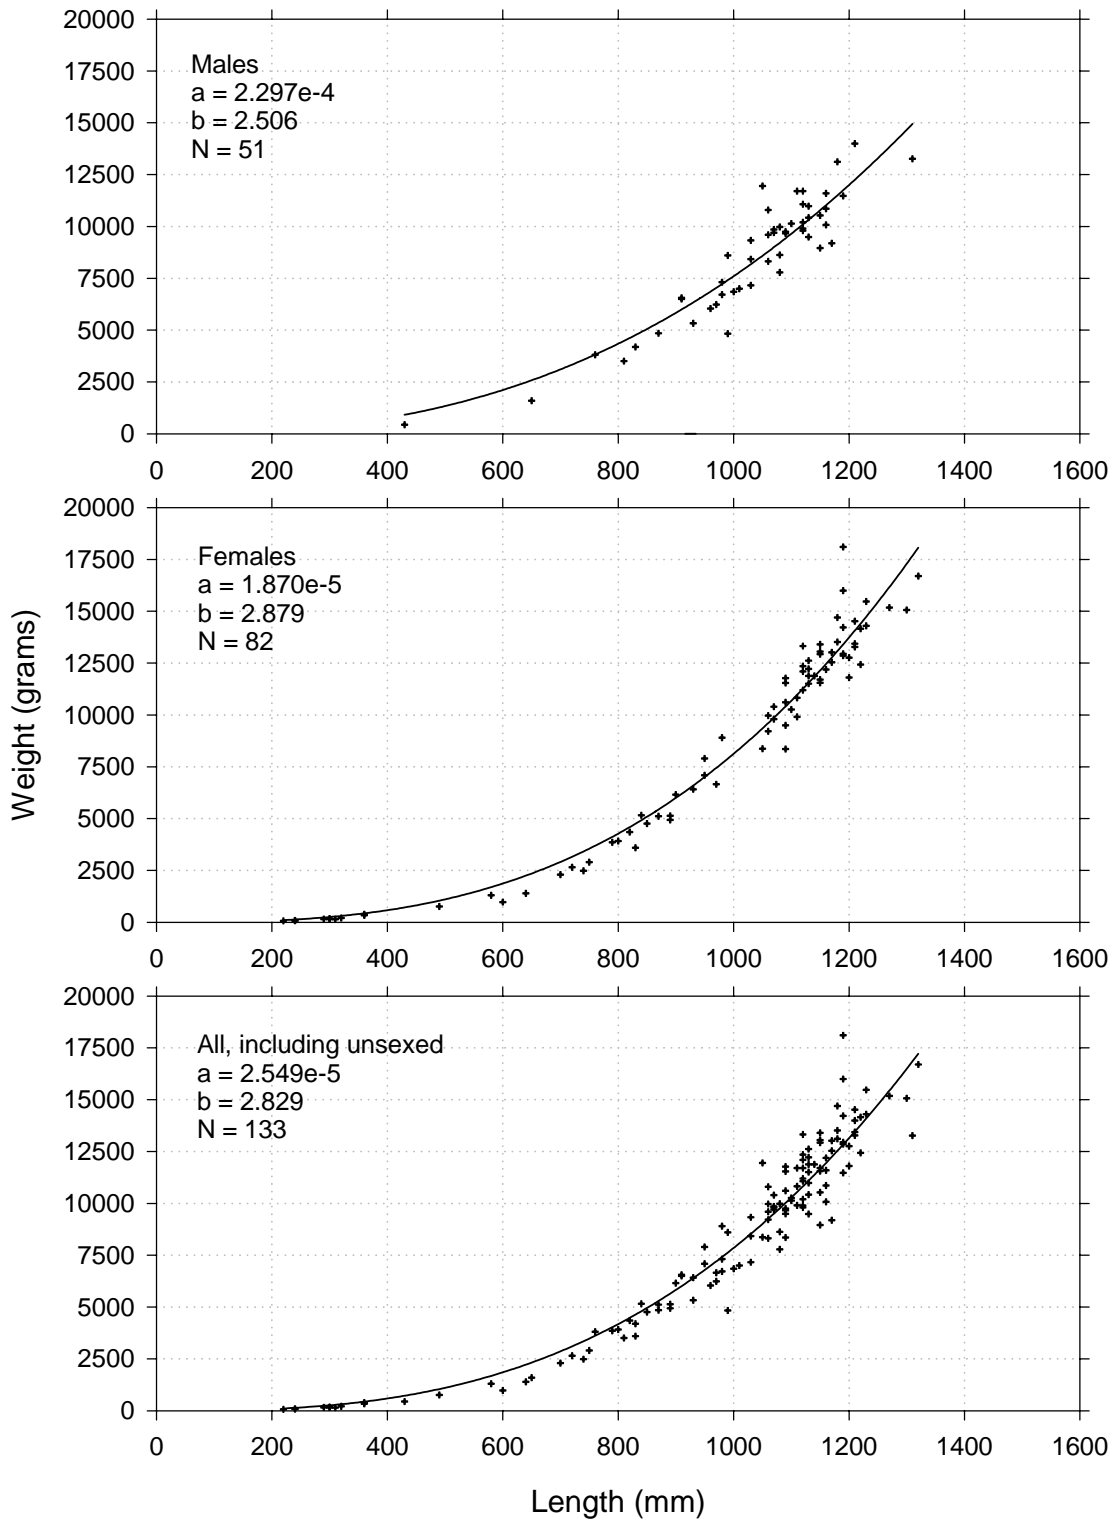 20000
17500
15000
12500
10000
7500
5000
2500
0
Males
a = 2.297e-4
b = 2.506
N = 51
0 200 400 600 800 1000 1200 1400 1600
20000
17500
15000
12500
10000
7500
5000
2500
0
Females
a = 1.870e-5
b = 2.879
N = 82
0 200 400 600 800 1000 1200 1400 1600
Weight (grams)
20000
17500
15000
12500
10000
7500
5000
2500
0
All, including unsexed
a = 2.549e-5
b = 2.829
N = 133
0 200 400 600 800 1000 1200 1400 1600
Length (mm)